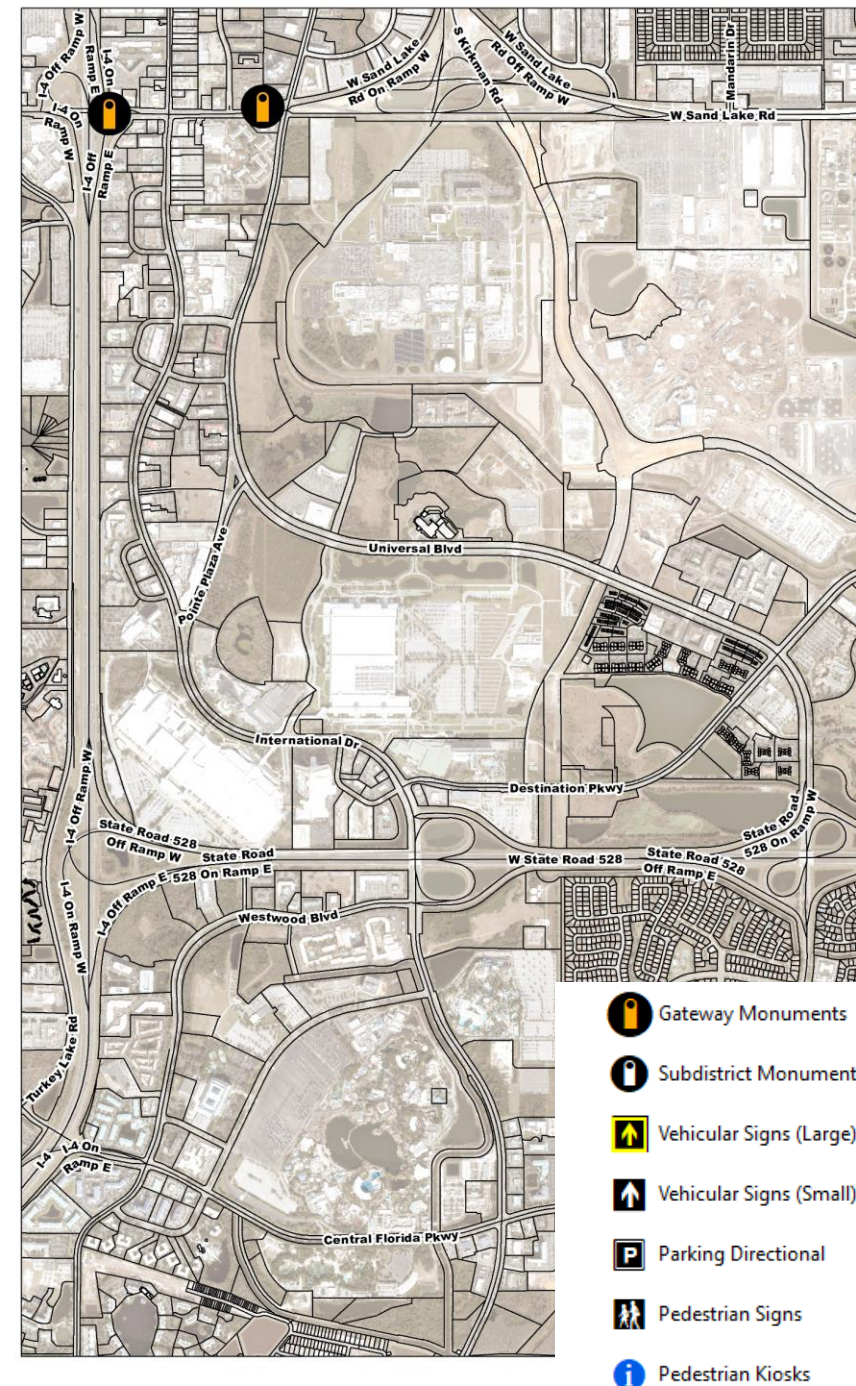 I-4 Off Ramp W
I-4 On
Ramp E
I-4 On
Ramp W
I-4 Off
Ramp E
W Sand Lake
Rd On Ramp W
S Kirkman Rd
W Sand Lake
Rd Off Ramp W
Mandarin Dr
W Sand Lake Rd
Pointe Plaza Ave
Universal Blvd
International Dr
Destination Pkwy
I-4 Off Ramp W
State Road 528
Off Ramp W
State Road
528 On Ramp E
I-4 Off Ramp E
W State Road 528
State Road 528
Off Ramp E
State Road
528 On Ramp W
I-4 On Ramp W
Westwood Blvd
Turkey Lake Rd
I-4
I-4 On
Ramp E
Central Florida Pkwy
Gateway Monuments
Subdistrict Monument
Vehicular Signs (Large)
Vehicular Signs (Small)
P Parking Directional
Pedestrian Signs
i Pedestrian Kiosks